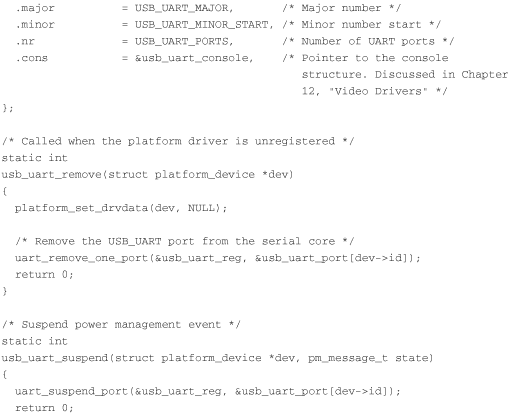 .major          = USB_UART_MAJOR,       /* Major number */
  .minor          = USB_UART_MINOR_START, /* Minor number start */
  .nr             = USB_UART_PORTS,       /* Number of UART ports */
  .cons           = &usb_uart_console,    /* Pointer to the console
                                             structure. Discussed in Chapter
                                             12, "Video Drivers" */
};

/* Called when the platform driver is unregistered */
static int
usb_uart_remove(struct platform_device *dev)
{
  platform_set_drvdata(dev, NULL);

  /* Remove the USB_UART port from the serial core */
  uart_remove_one_port(&usb_uart_reg, &usb_uart_port[dev->id]);
  return 0;
}

/* Suspend power management event */
static int
usb_uart_suspend(struct platform_device *dev, pm_message_t state)
{
  uart_suspend_port(&usb_uart_reg, &usb_uart_port[dev->id]);
  return 0;